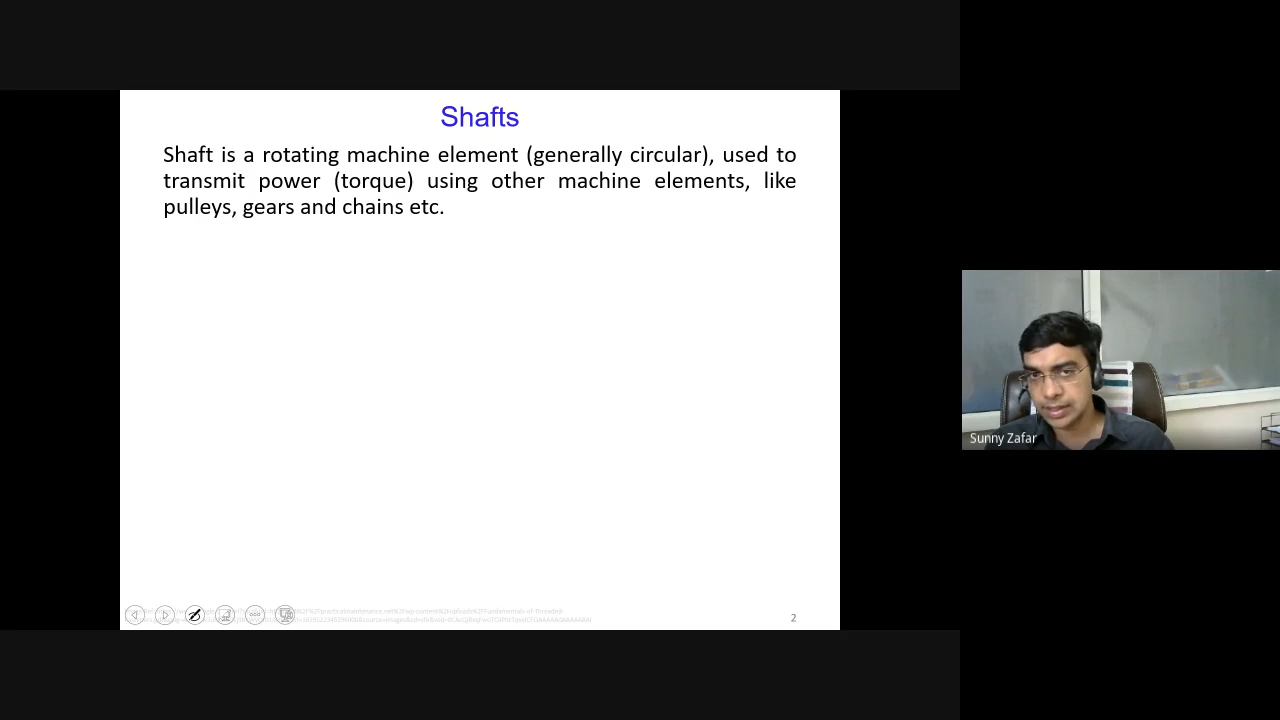 Shafts
Shaft is a rotating machine element (generally circular), used to
transmit power (torque) using other machine elements, like
pulleys, gears and chains etc.
Sunny Zafar
2